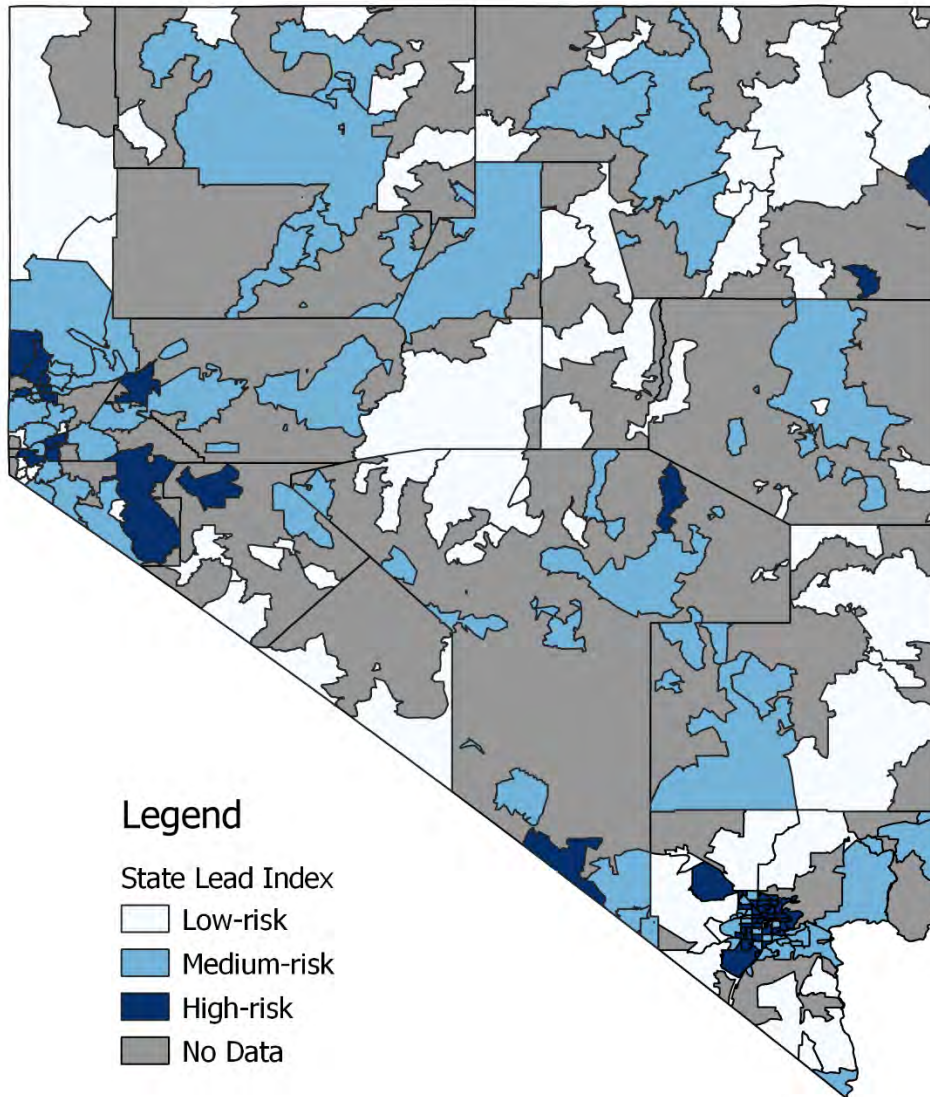 Legend
State Lead Index
Low-risk
Medium-risk
High-risk
No Data